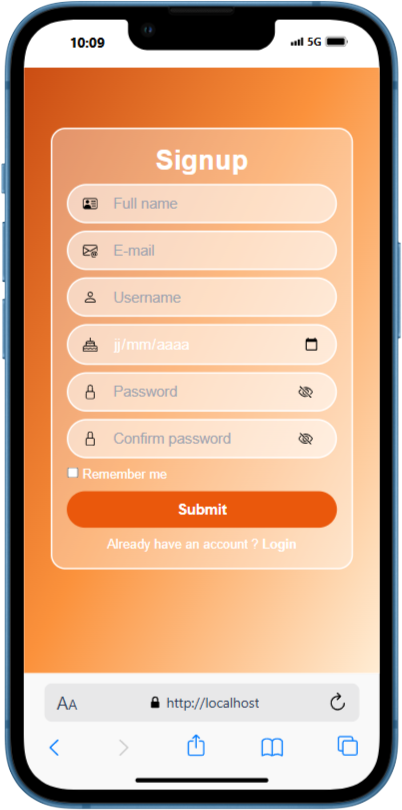 10:09
5G
Signup
Full name
E-mail
Username
jj/mm/aaaa
Password
Confirm password
Remember me
Submit
Already have an account ? Login
AA
http://localhost